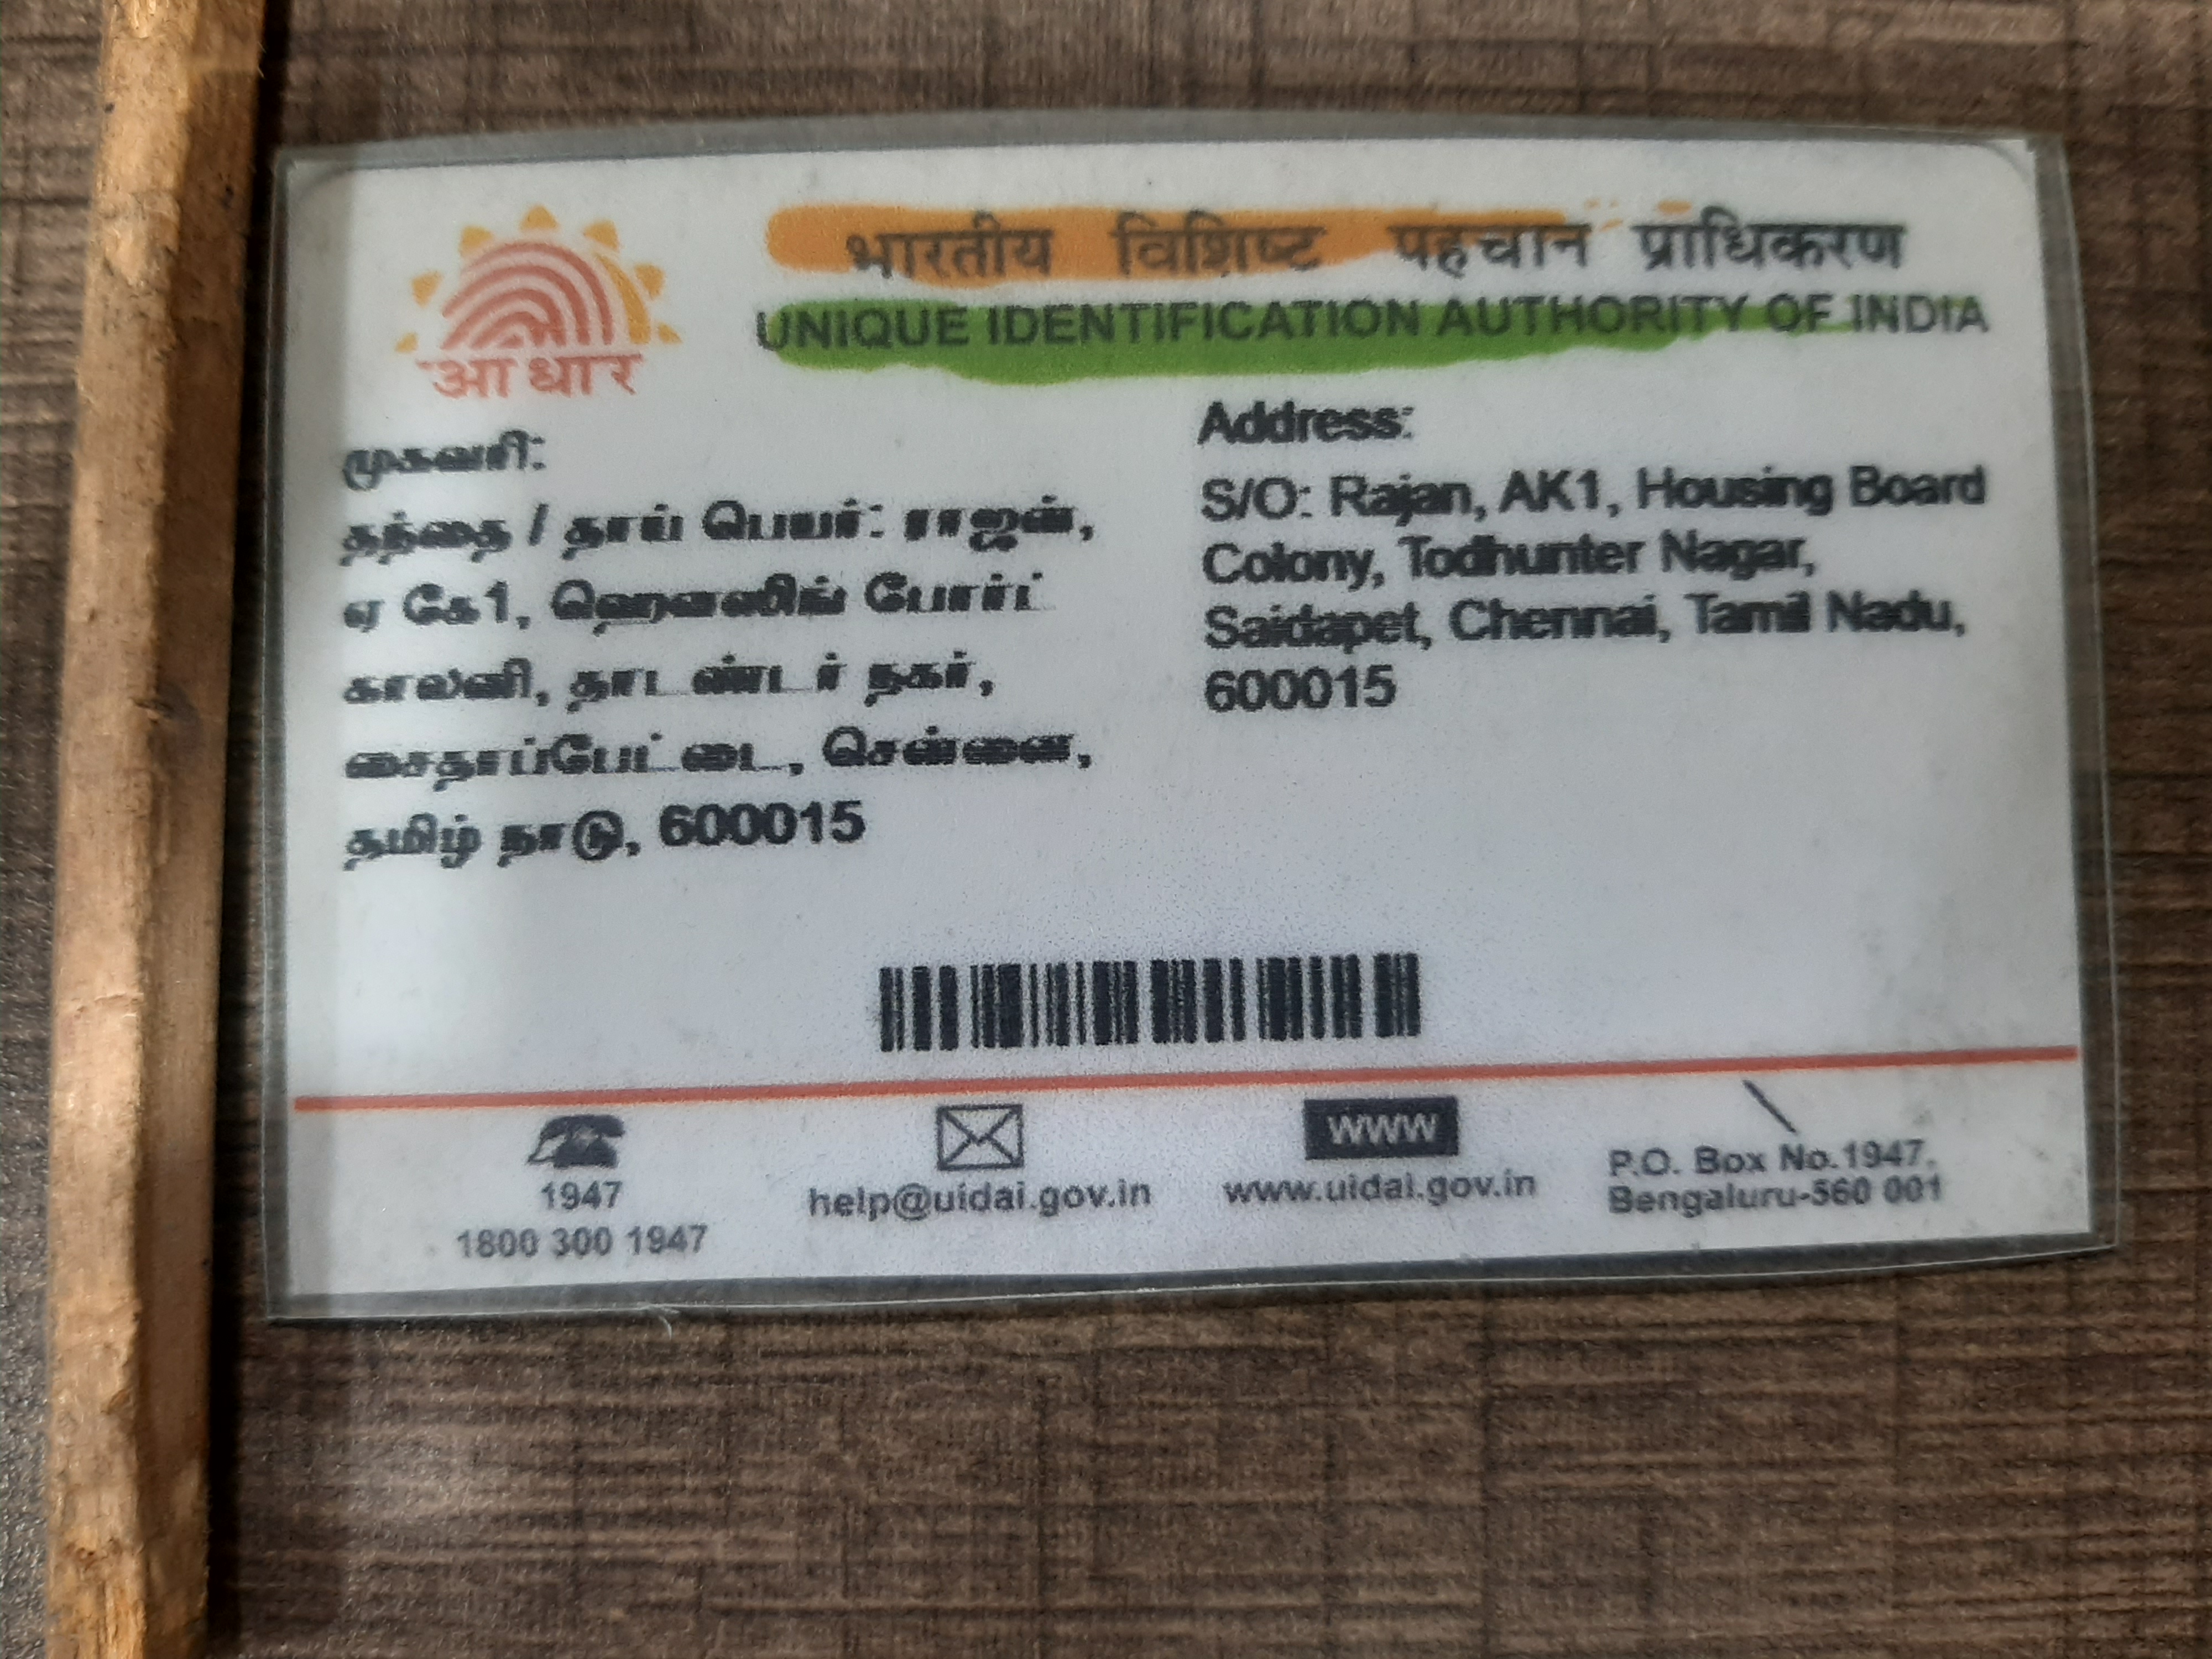 भारतीय विशिष्ट पहचान प्राधिकरण
UNIQUE IDENTIFICATION AUTHORITY OF INDIA
आधार
முகவரி:
தந்தை / தாய் பெயர்: ராஜன்,
ஏ கே1, ஹௌஸிங் போர்ட்
காலனி, தாடண்டர் நகர்,
சைதாப்பேட்டை, சென்னை,
தமிழ் நாடு, 600015
Address:
S/O: Rajan, AK1, Housing Board
Colony, Todhunter Nagar,
Saidapet, Chennai, Tamil Nadu,
600015
1947
1800 300 1947
help@uidai.gov.in
WWW
www.uidai.gov.in
P.O. Box No.1947,
Bengaluru-560 001